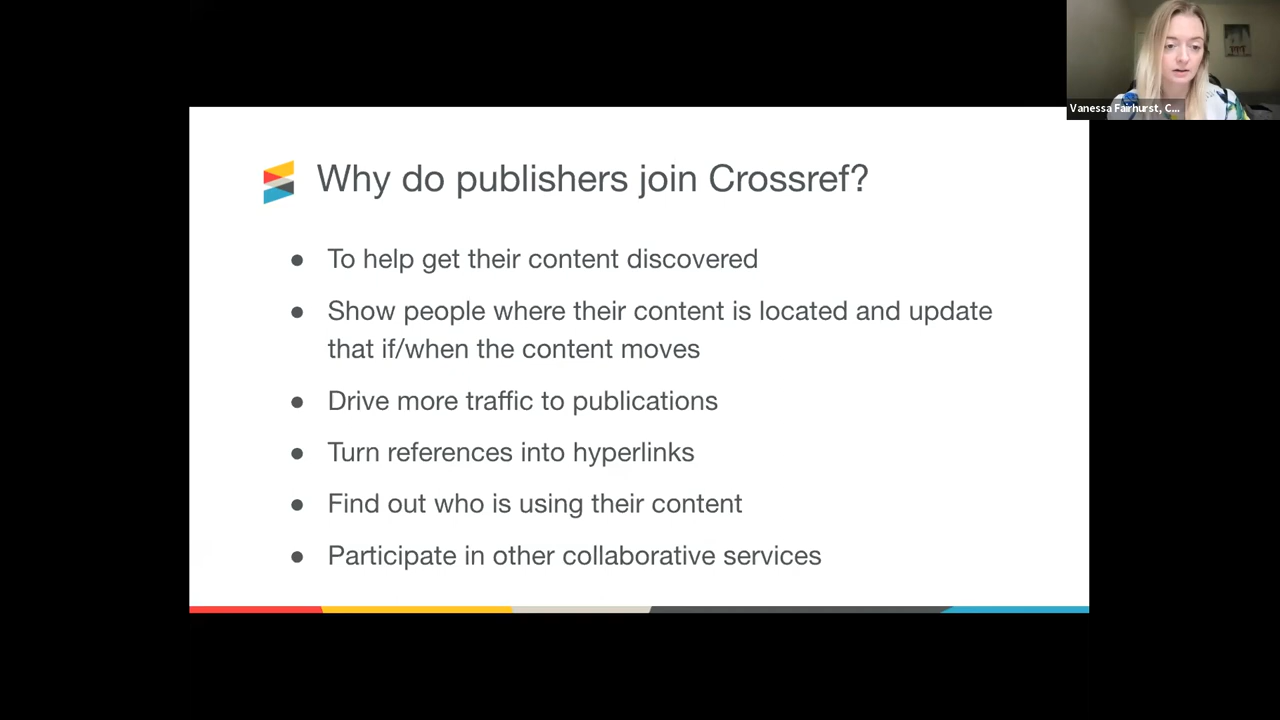 Vanessa Fairhurst, C...
Why do publishers join Crossref?
● To help get their content discovered
● Show people where their content is located and update
that if/when the content moves
● Drive more traffic to publications
● Turn references into hyperlinks
● Find out who is using their content
● Participate in other collaborative services